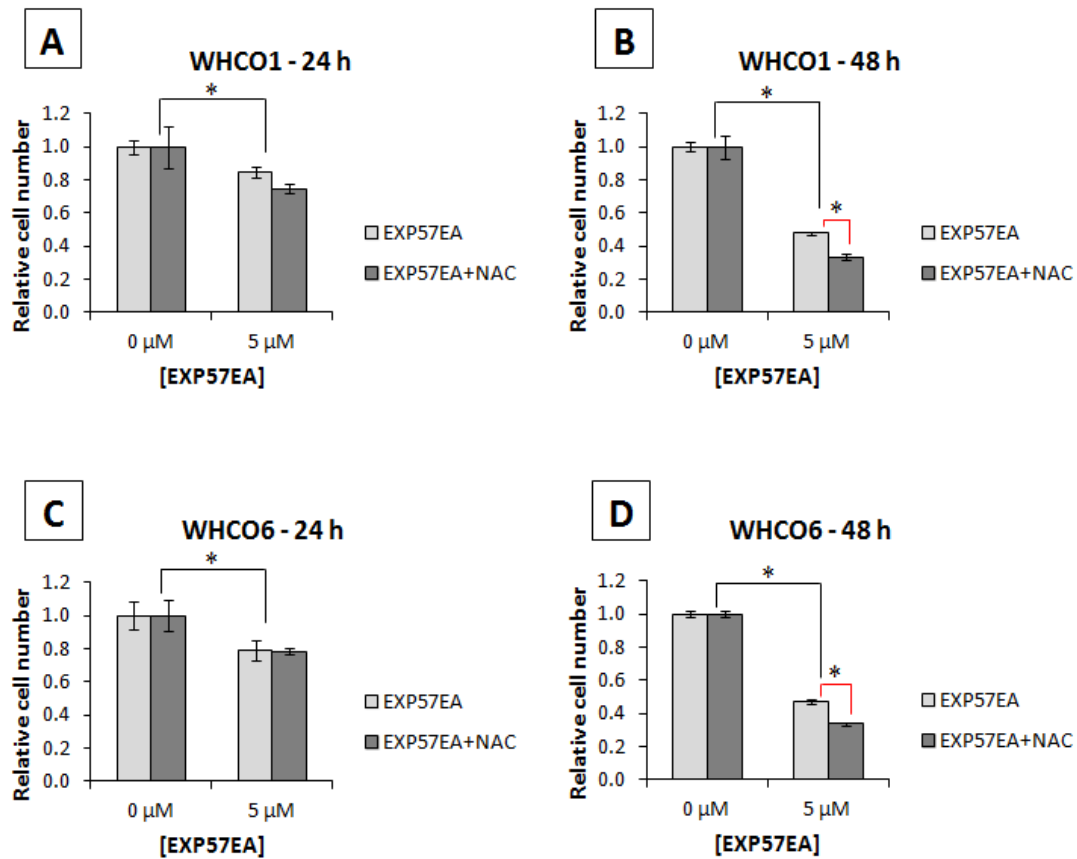 A
WHCO1 - 24 h
*
Relative cell number
1.2
1.0
0.8
0.6
0.4
0.2
0.0
0 µM
5 µM
[EXP57EA]
EXP57EA
EXP57EA+NAC
B
WHCO1 - 48 h
*
*
Relative cell number
1.2
1.0
0.8
0.6
0.4
0.2
0.0
0 µM
5 µM
[EXP57EA]
EXP57EA
EXP57EA+NAC
C
WHCO6 - 24 h
*
Relative cell number
1.2
1.0
0.8
0.6
0.4
0.2
0.0
0 µM
5 µM
[EXP57EA]
EXP57EA
EXP57EA+NAC
D
WHCO6 - 48 h
*
*
Relative cell number
1.2
1.0
0.8
0.6
0.4
0.2
0.0
0 µM
5 µM
[EXP57EA]
EXP57EA
EXP57EA+NAC